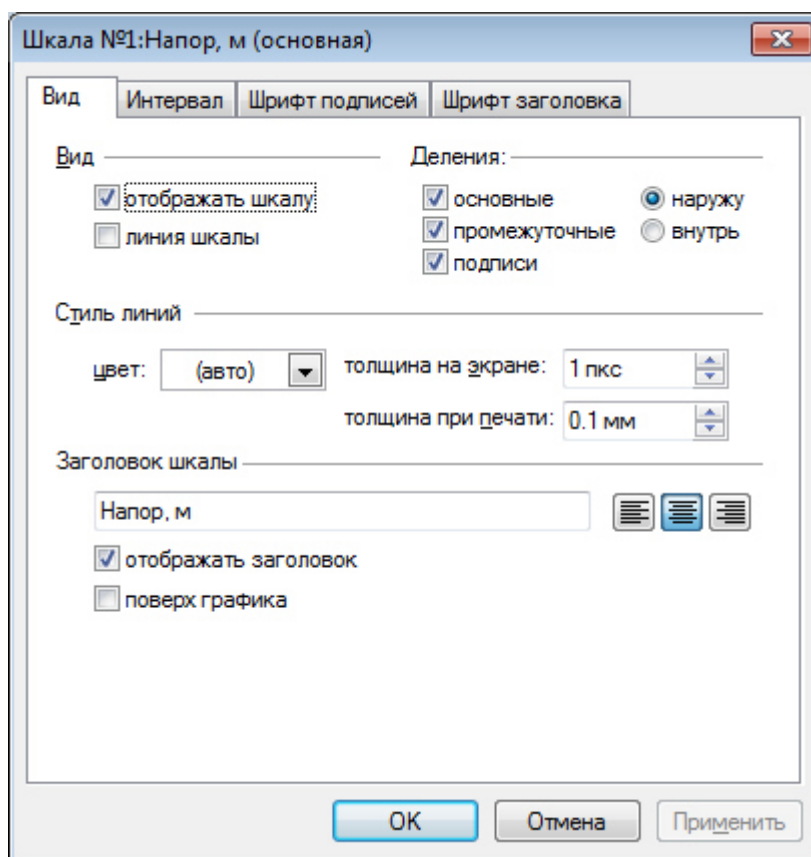 Шкала №1:Напор, м (основная)
Вид Интервал Шрифт подписей Шрифт заголовка
Вид Деления:
отображать шкалу основные наружу
линия шкалы промежуточные внутрь
подписи
Стиль линий
цвет: (авто) толщина на экране: 1 пкс
толщина при печати: 0.1 мм
Заголовок шкалы
Напор, м
отображать заголовок
поверх графика
OK Отмена Применить